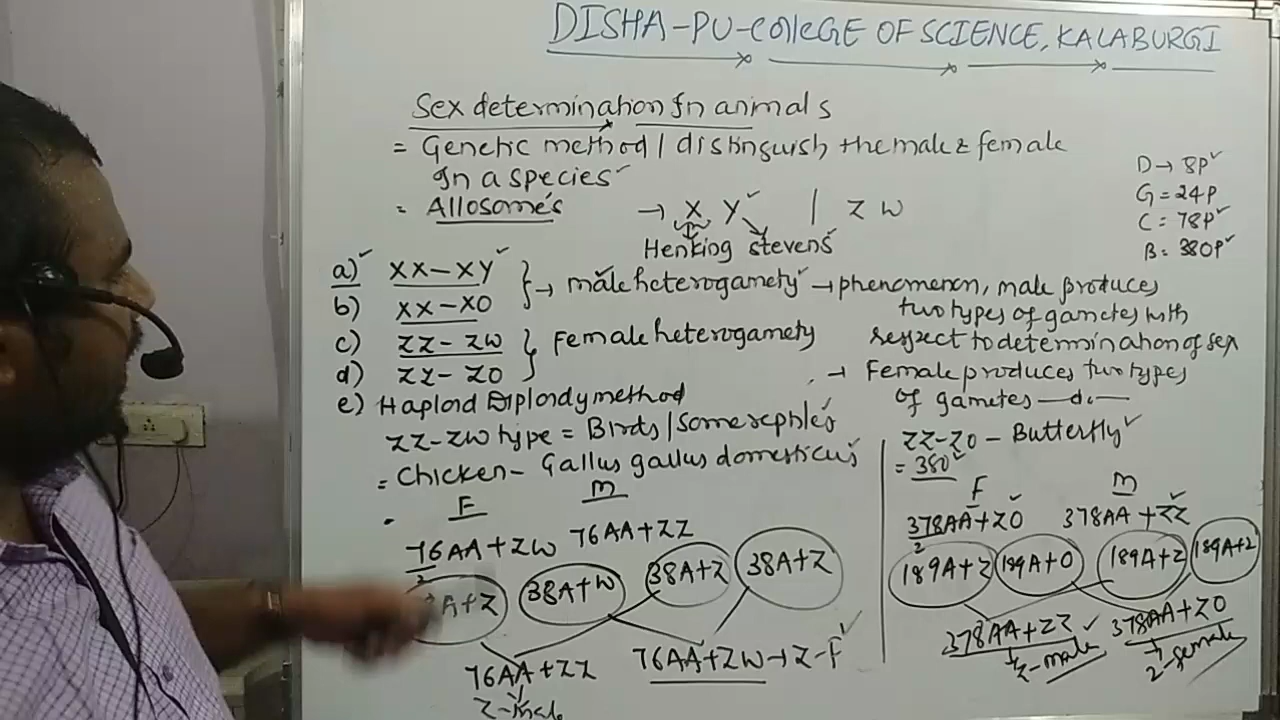 DISHA-PU-COllEGE OF SCIENCE, KALABURGI
Sex determination In animals
= Genetic method / distinguish the male & female
In a species
= Allosome's → X Y | Z W
Henking stevens
D → 8P
G = 24P
C = 78P
B = 380P
a) XX-XY
b) XX-XO
→ male heterogamety → phenomenon, male produces
two types of gametes with
respect to determination of sex
c) ZZ-ZW
d) ZZ-ZO
Female heterogamety
→ Female produces two types
of gametes —do—
e) Haploid Diploidy method
ZZ-ZW type = Birds / Some reptiles
= Chicken - Gallus gallus domesticus
F M
76AA+ZW 76AA+ZZ
2
A+Z 38A+W 38A+Z 38A+Z
76AA+ZZ 76AA+ZW→Z-F
Z-male
ZZ-ZO - Butterfly
= 380
F M
378AA+ZO 378AA+ZZ
2
189A+Z 189A+O 189A+Z 189A+Z
378AA+ZZ 378AA+ZO
½-male ½-female